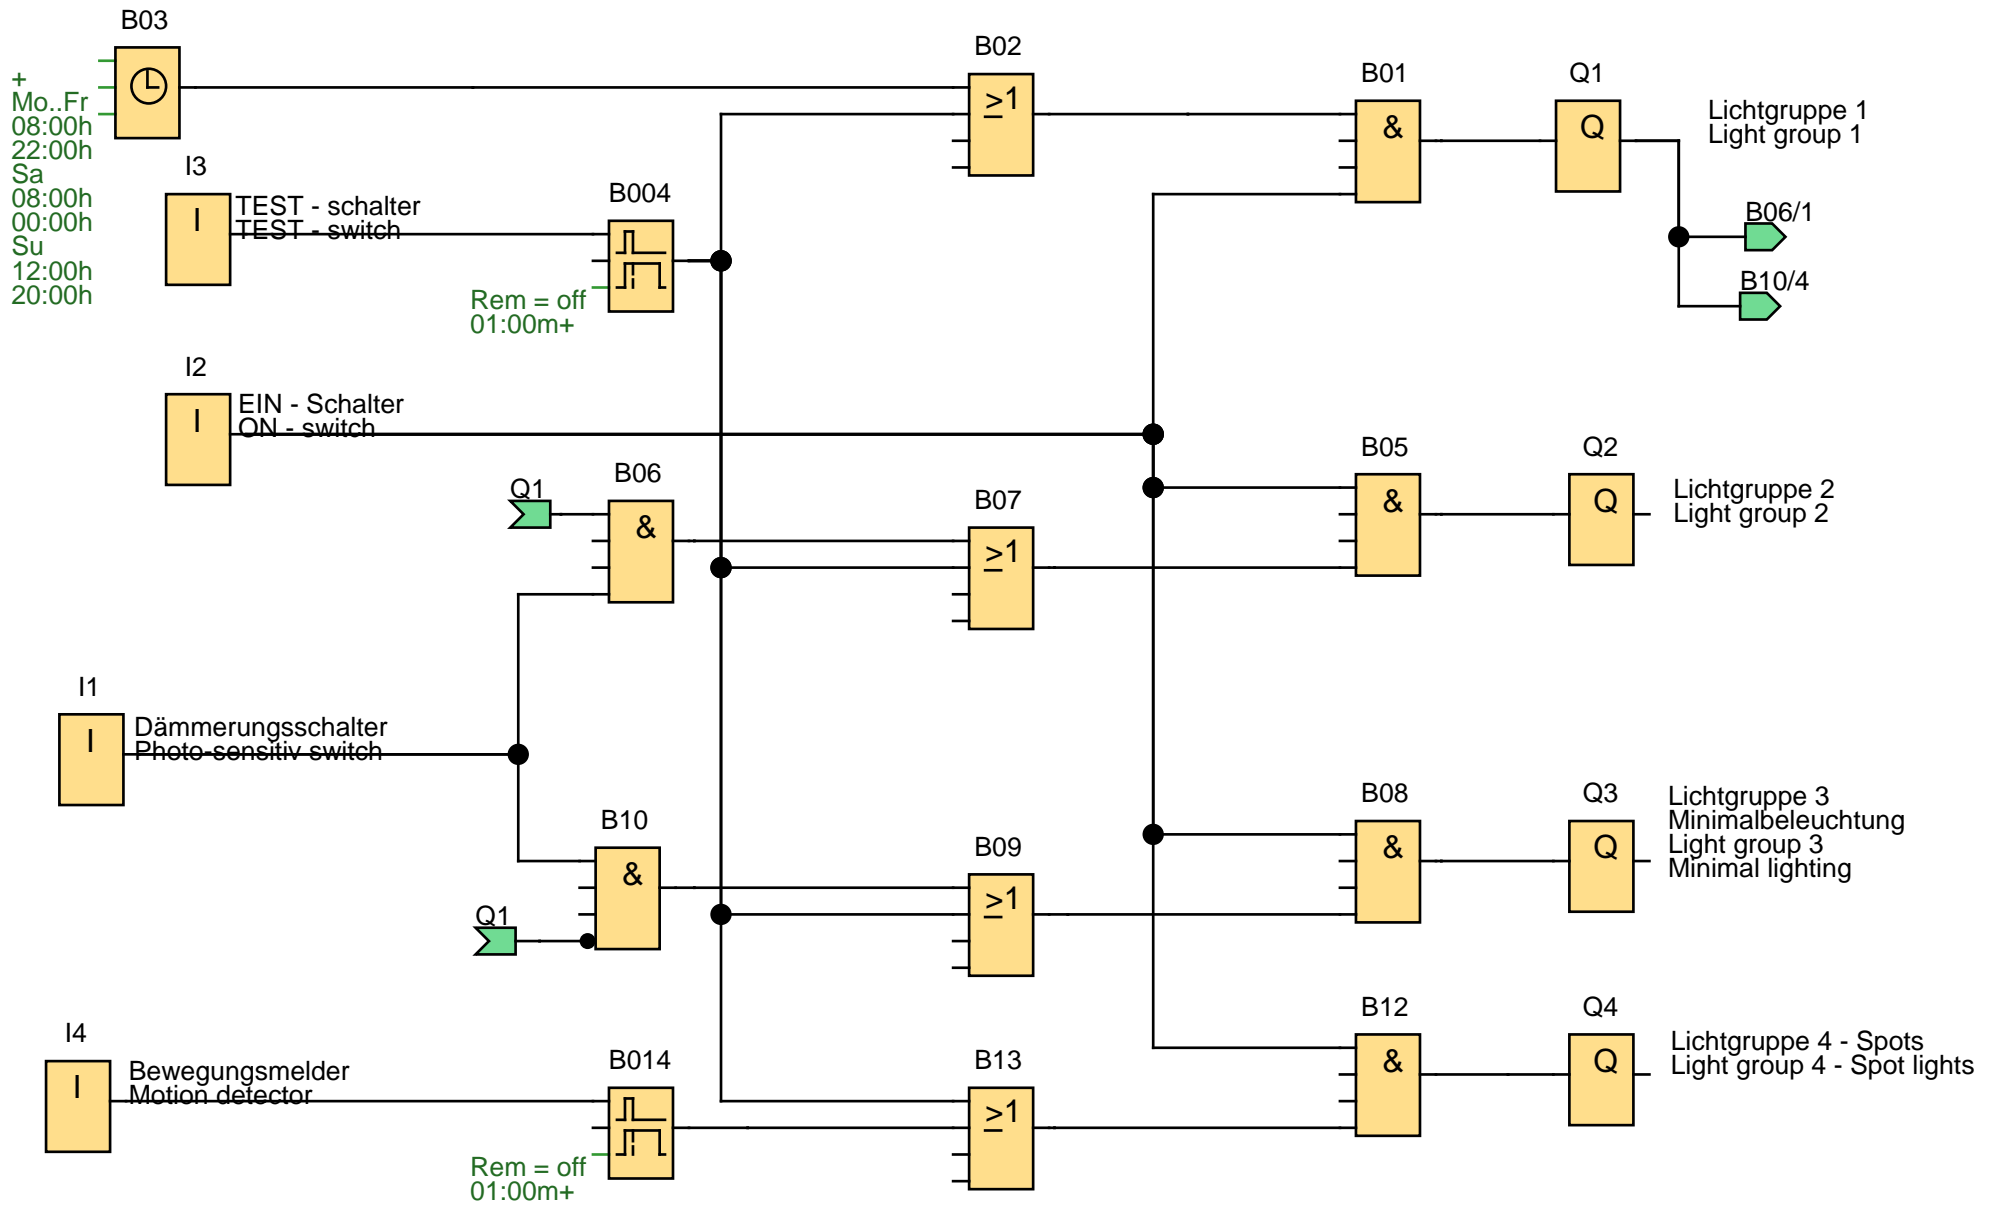 B03
+
Mo..Fr
08:00h
22:00h
Sa
08:00h
00:00h
Su
12:00h
20:00h
I3
I
TEST - schalter
TEST - switch
B004
Rem = off
01:00m+
B02
≥1
B01
&
Q1
Q
Lichtgruppe 1
Light group 1
B06/1
B10/4
I2
I
EIN - Schalter
ON - switch
Q1
B06
&
B07
≥1
B05
&
Q2
Q
Lichtgruppe 2
Light group 2
I1
I
Dämmerungsschalter
Photo-sensitiv switch
B10
&
Q1
B09
≥1
B08
&
Q3
Q
Lichtgruppe 3
Minimalbeleuchtung
Light group 3
Minimal lighting
I4
I
Bewegungsmelder
Motion detector
B014
Rem = off
01:00m+
B13
≥1
B12
&
Q4
Q
Lichtgruppe 4 - Spots
Light group 4 - Spot lights